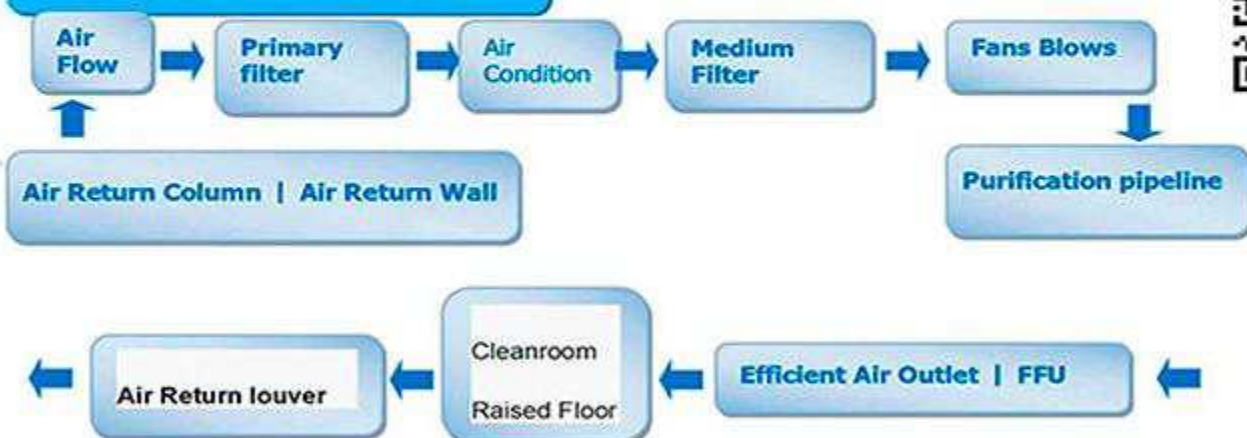 Air
Flow
Primary
filter
Air
Condition
Medium
Filter
Fans Blows
Air Return Column | Air Return Wall
Purification pipeline
Cleanroom
Raised Floor
Air Return louver
Efficient Air Outlet | FFU